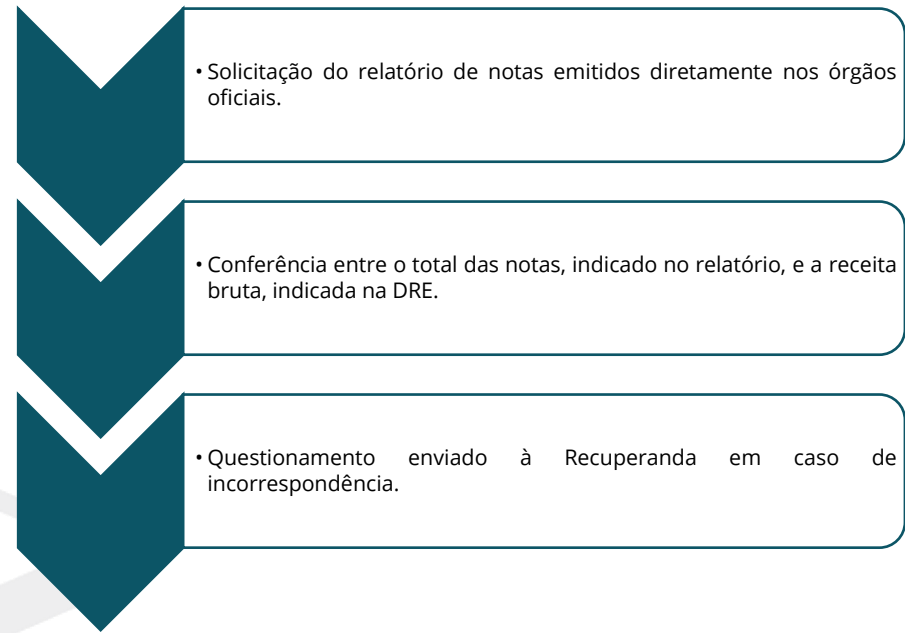 • Solicitação do relatório de notas emitidos diretamente nos órgãos
oficiais.
• Conferência entre o total das notas, indicado no relatório, e a receita
bruta, indicada na DRE.
• Questionamento enviado à Recuperanda em caso de
incorrespondência.